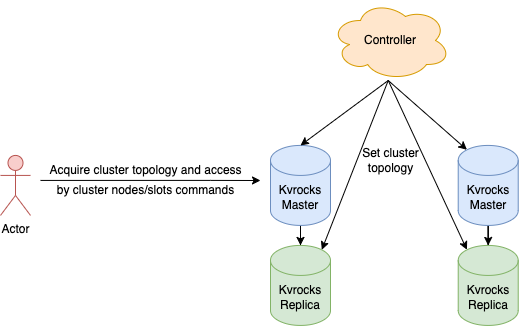 Controller
Set cluster
topology
Acquire cluster topology and access
by cluster nodes/slots commands
Actor
Kvrocks
Master
Kvrocks
Master
Kvrocks
Replica
Kvrocks
Replica